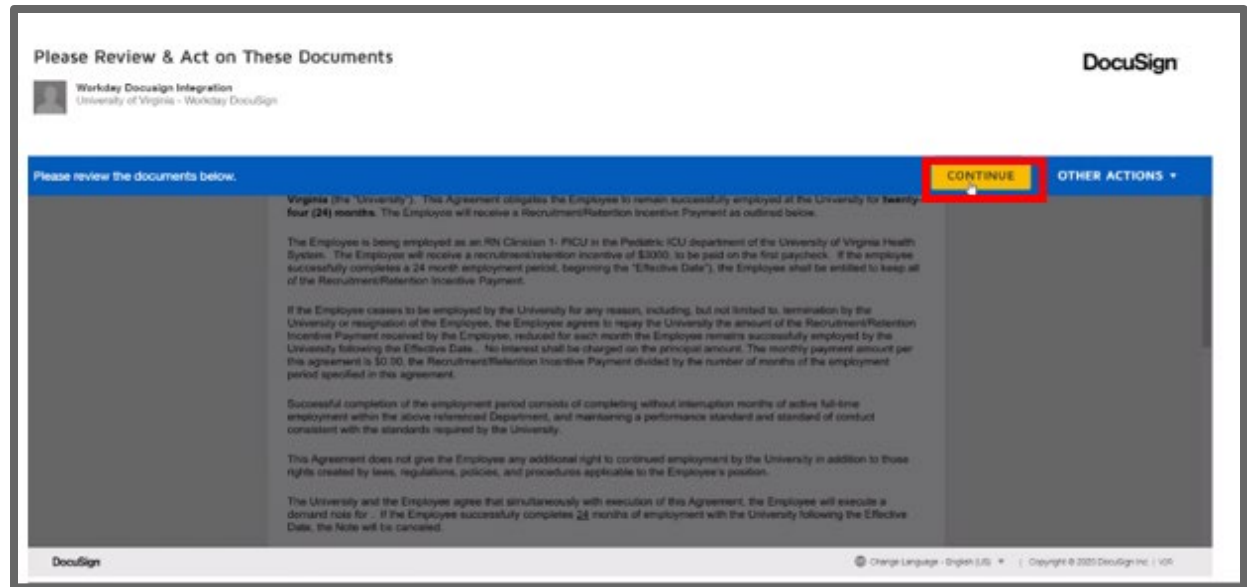 Please Review & Act on These Documents
DocuSign
Workday Docusign Integration
University of Virginia - Workday DocuSign
Please review the documents below.
CONTINUE
OTHER ACTIONS
Virginia (the "University"). This Agreement obligates the Employee to remain successfully employed at the University for twenty-
four (24) months. The Employee will receive a Recruitment/Retention Incentive Payment as outlined below.
The Employee is being employed as an RN Clinician 1- PICU in the Pediatric ICU department of the University of Virginia Health
System. The Employee will receive a recruitment/retention incentive of $3000, to be paid on the first paycheck. If the employee
successfully completes a 24 month employment period, beginning the "Effective Date"), the Employee shall be entitled to keep all
of the Recruitment/Retention Incentive Payment.
If the Employee ceases to be employed by the University for any reason, including, but not limited to, termination by the
University or resignation of the Employee, the Employee agrees to repay the University the amount of the Recruitment/Retention
Incentive Payment received by the Employee, reduced for each month the Employee remains successfully employed by the
University following the Effective Date.. No interest shall be charged on the principal amount. The monthly payment amount per
this agreement is $0.00, the Recruitment/Retention Incentive Payment divided by the number of months of the employment
period specified in this agreement.
Successful completion of the employment period consists of completing without interruption months of active full-time
employment within the above referenced Department, and maintaining a performance standard and standard of conduct
consistent with the standards required by the University.
This Agreement does not give the Employee any additional right to continued employment by the University in addition to those
rights created by laws, regulations, policies, and procedures applicable to the Employee's position.
The University and the Employee agree that simultaneously with execution of this Agreement, the Employee will execute a
demand note for . If the Employee successfully completes 24 months of employment with the University following the Effective
Date, the Note will be canceled.
DocuSign
Change Language - English (US) | Copyright © 2020 DocuSign Inc. | V2R